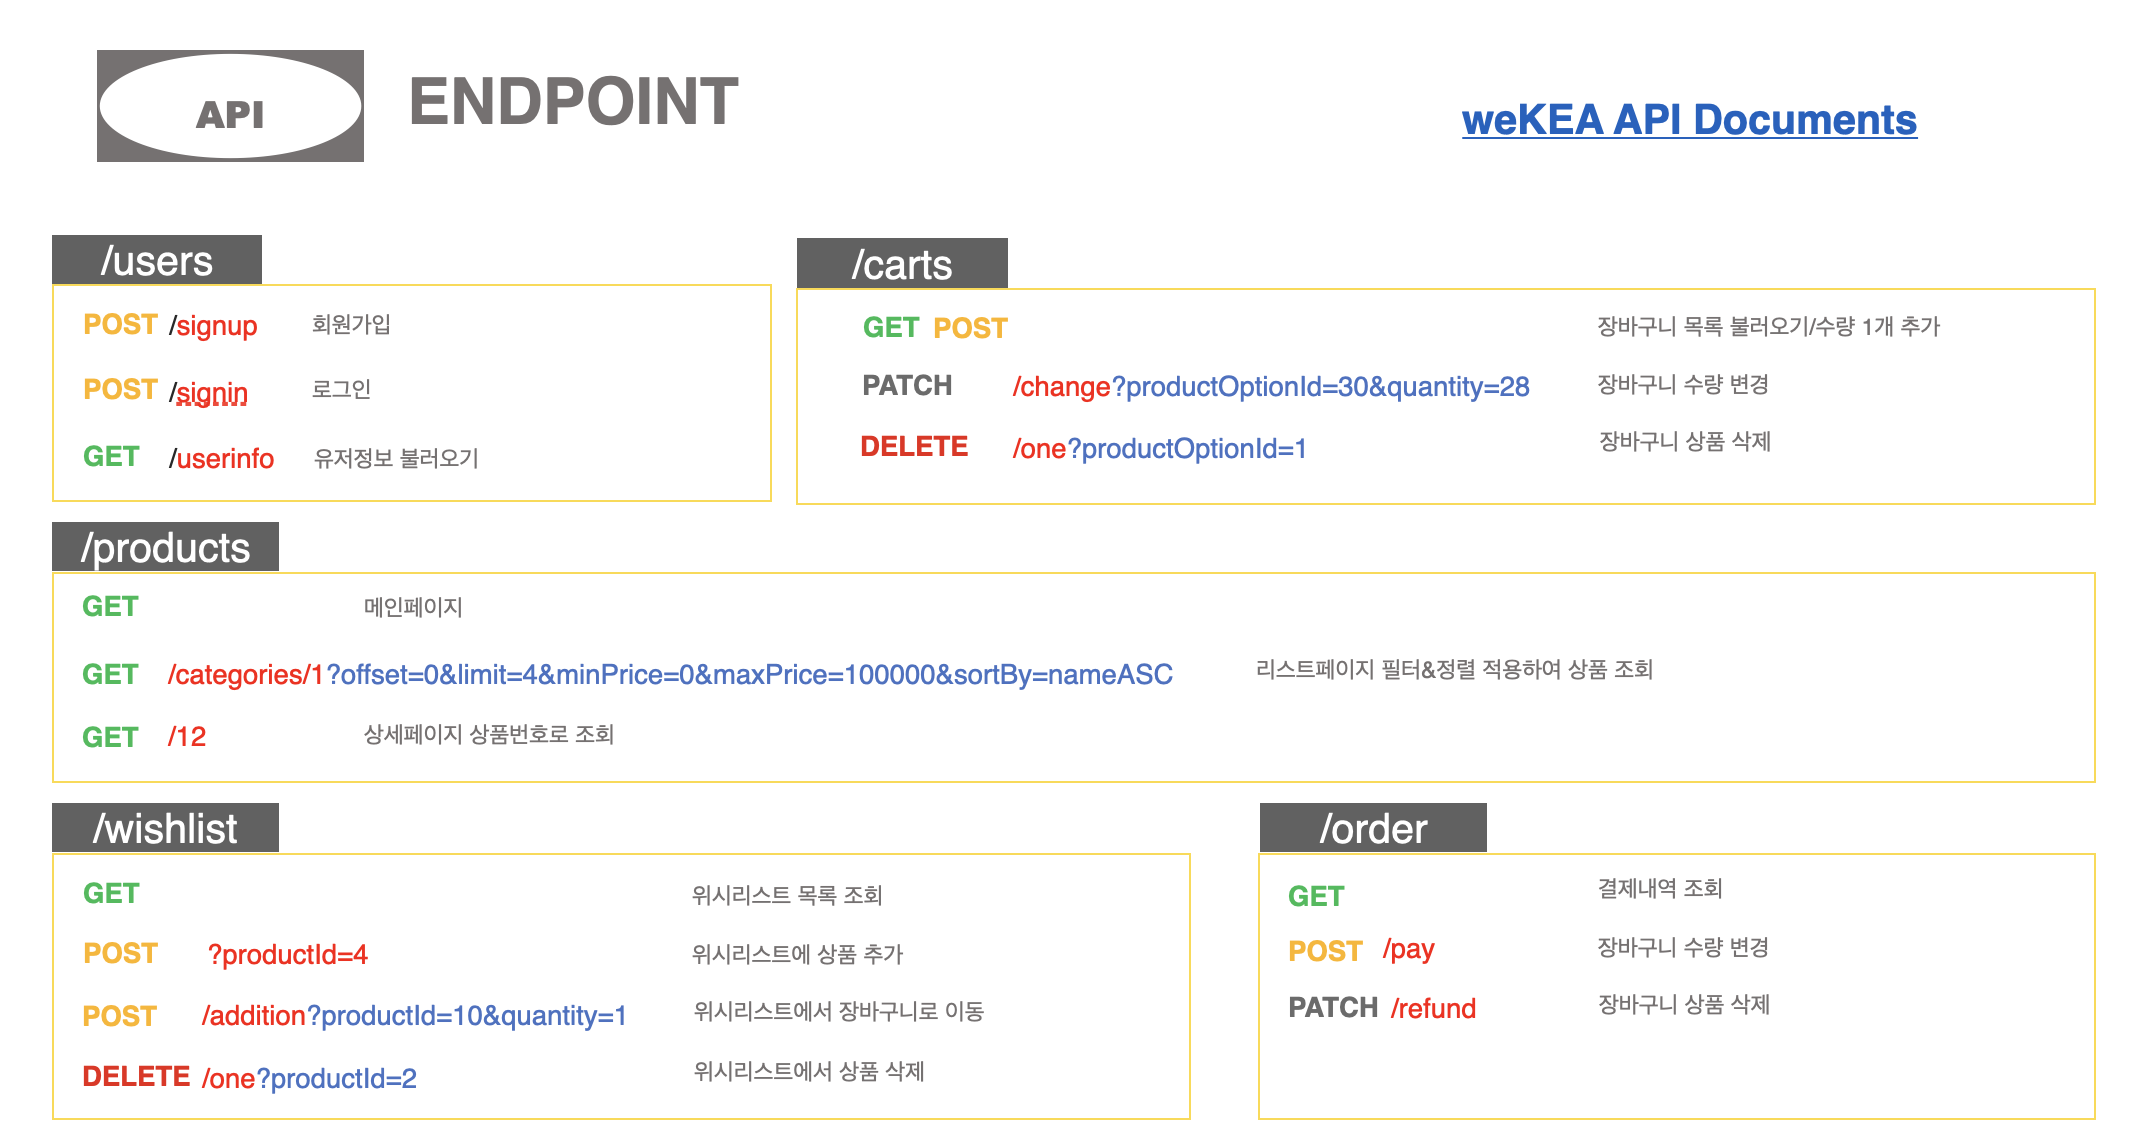 API
ENDPOINT
weKEA API Documents
/users
POST /signup 회원가입
POST /signin 로그인
GET /userinfo 유저정보 불러오기
/carts
GET POST 장바구니 목록 불러오기/수량 1개 추가
PATCH /change?productOptionId=30&quantity=28 장바구니 수량 변경
DELETE /one?productOptionId=1 장바구니 상품 삭제
/products
GET 메인페이지
GET /categories/1?offset=0&limit=4&minPrice=0&maxPrice=100000&sortBy=nameASC 리스트페이지 필터&정렬 적용하여 상품 조회
GET /12 상세페이지 상품번호로 조회
/wishlist
GET 위시리스트 목록 조회
POST ?productId=4 위시리스트에 상품 추가
POST /addition?productId=10&quantity=1 위시리스트에서 장바구니로 이동
DELETE /one?productId=2 위시리스트에서 상품 삭제
/order
GET 결제내역 조회
POST /pay 장바구니 수량 변경
PATCH /refund 장바구니 상품 삭제